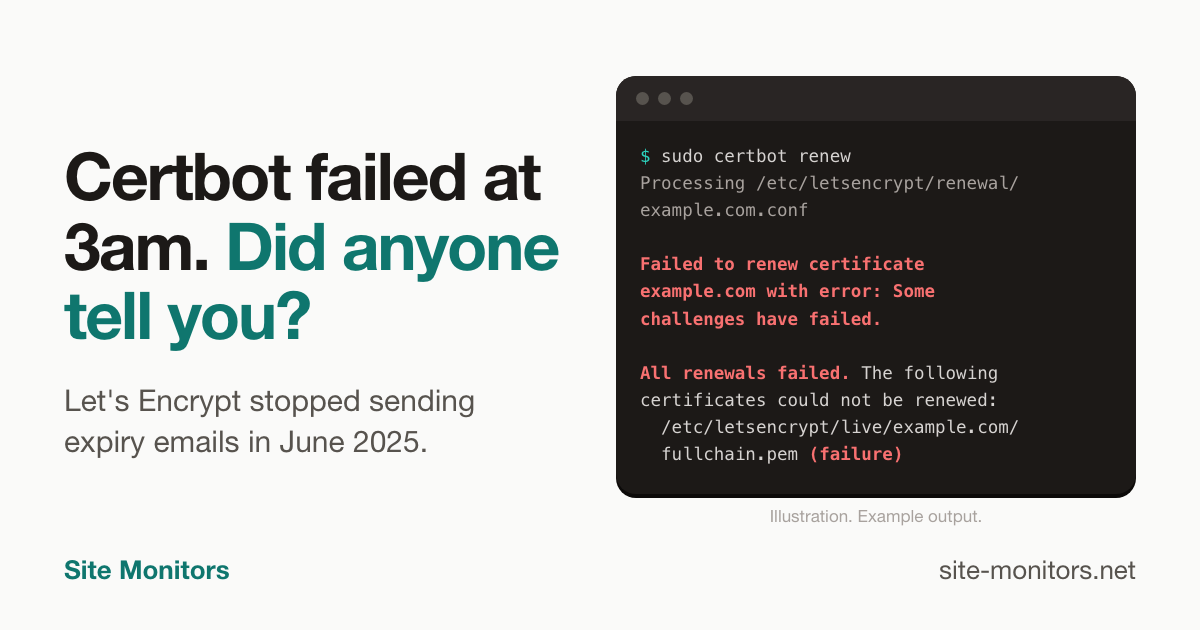 Certbot failed at
3am. Did anyone
tell you?
Let's Encrypt stopped sending
expiry emails in June 2025.
$ sudo certbot renew
Processing /etc/letsencrypt/renewal/
example.com.conf
Failed to renew certificate
example.com with error: Some
challenges have failed.
All renewals failed. The following
certificates could not be renewed:
/etc/letsencrypt/live/example.com/
fullchain.pem (failure)
Illustration. Example output.
Site Monitors
site-monitors.net